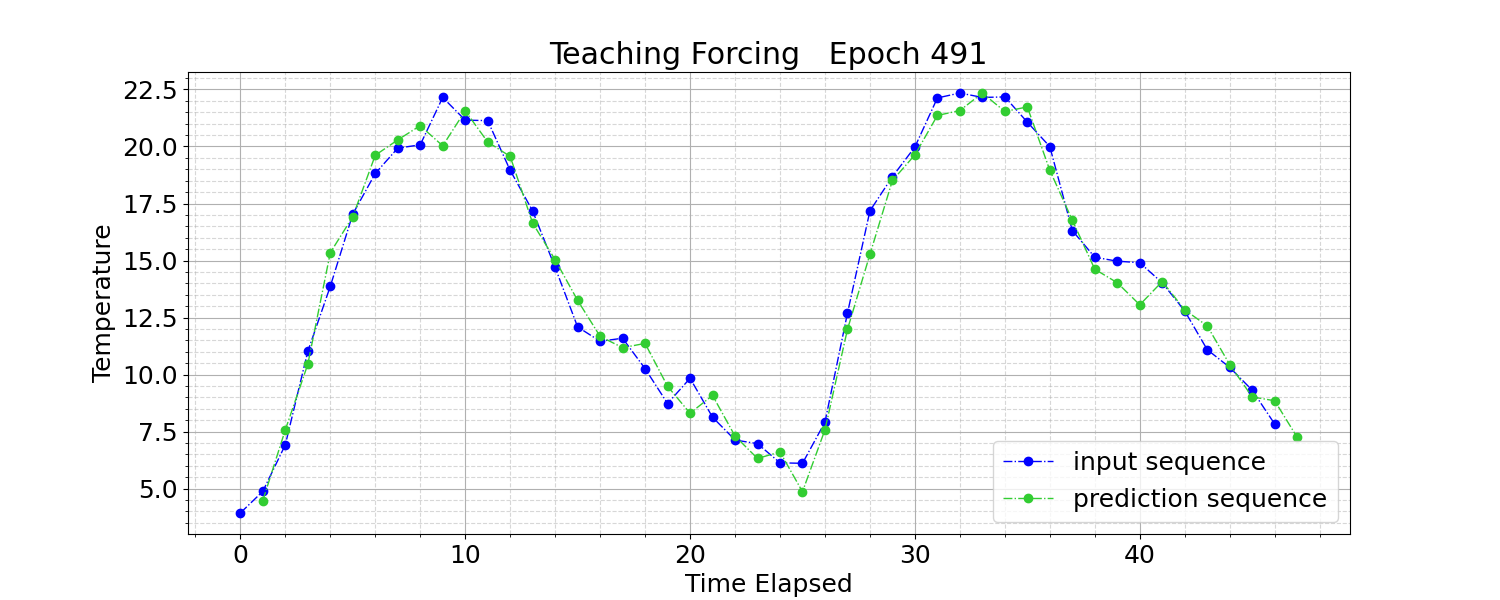 Teaching Forcing   Epoch 491
22.5
20.0
17.5
15.0
12.5
10.0
7.5
5.0
Temperature
input sequence
prediction sequence
0 10 20 30 40
Time Elapsed